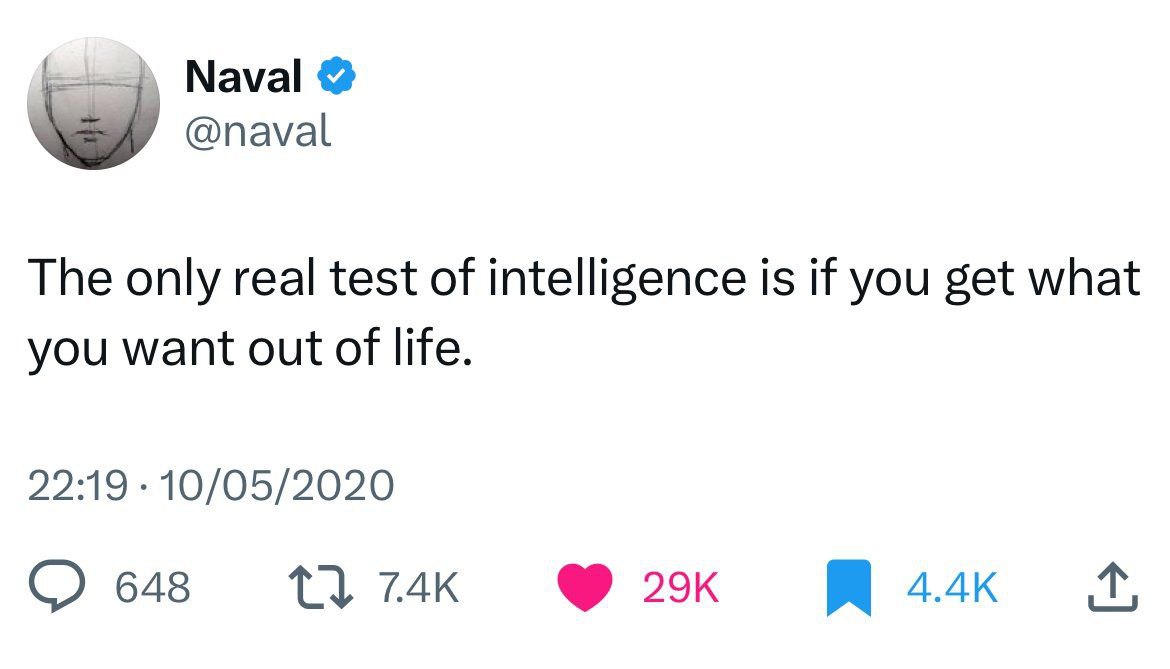 Naval
@naval
The only real test of intelligence is if you get what
you want out of life.
22:19 · 10/05/2020
648 7.4K 29K 4.4K